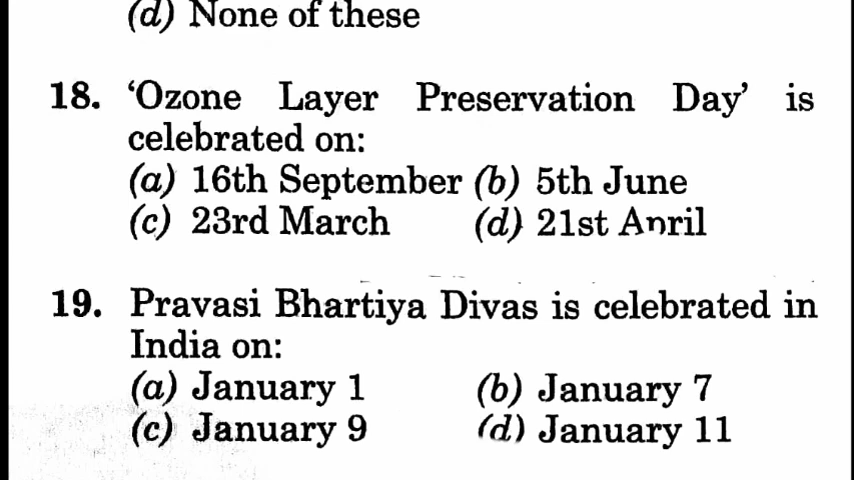 (d) None of these
18. ‘Ozone Layer Preservation Day’ is
celebrated on:
(a) 16th September (b) 5th June
(c) 23rd March (d) 21st April
19. Pravasi Bhartiya Divas is celebrated in
India on:
(a) January 1 (b) January 7
(c) January 9 (d) January 11